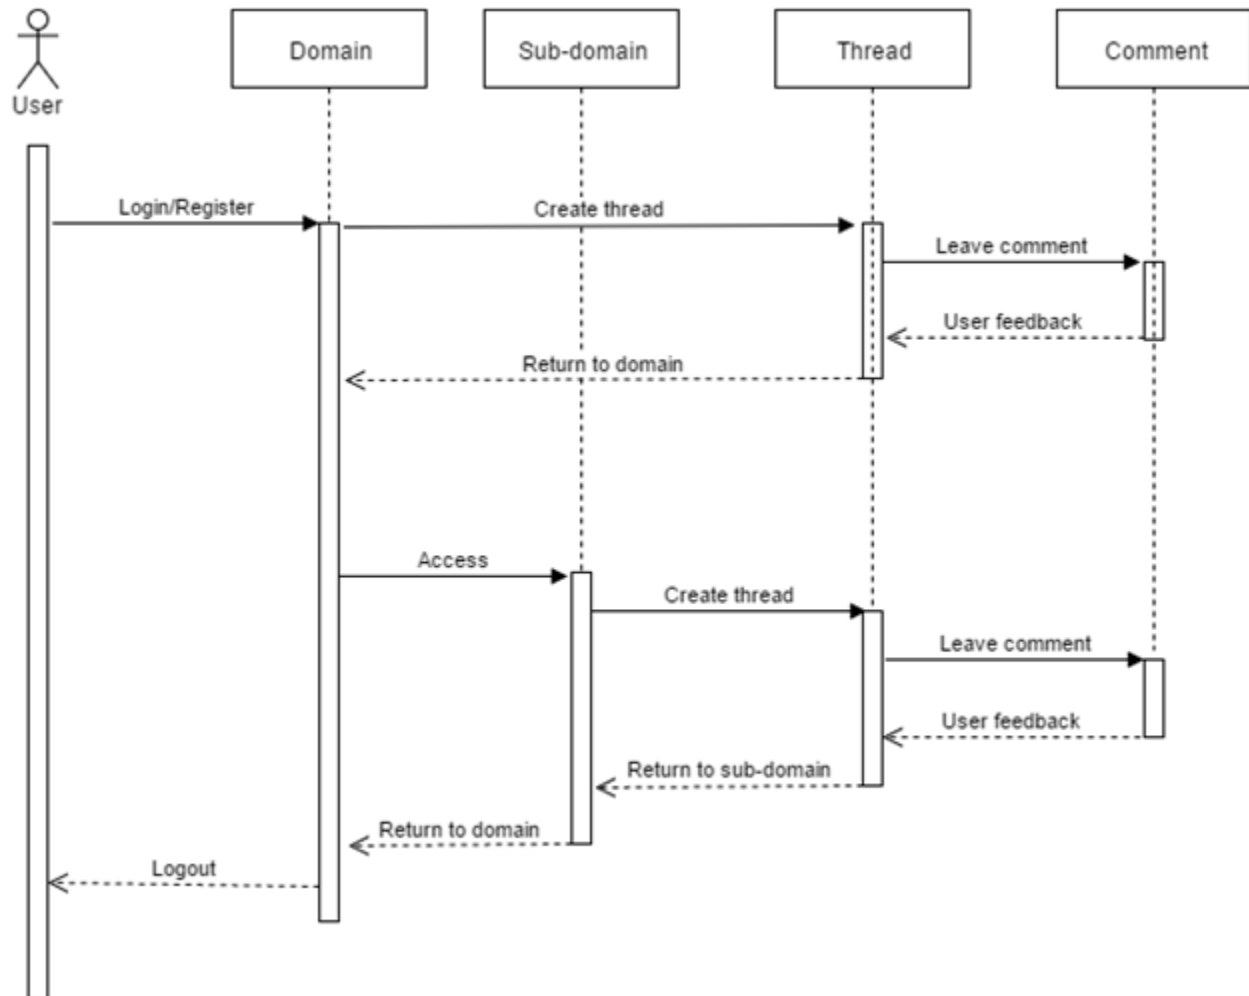 Domain
Sub-domain
Thread
Comment
User
Login/Register
Create thread
Leave comment
User feedback
Return to domain
Access
Create thread
Leave comment
User feedback
Return to sub-domain
Return to domain
Logout